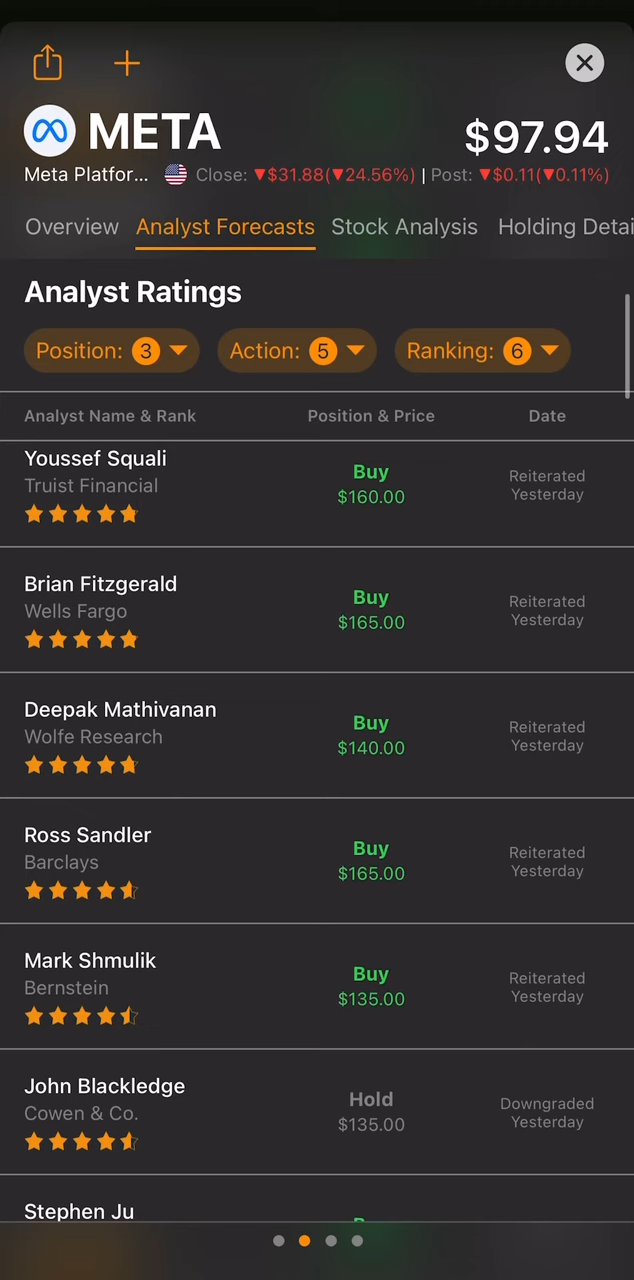 META
$97.94
Meta Platfor... Close: ▼$31.88(▼24.56%) | Post: ▼$0.11(▼0.11%)
Overview Analyst Forecasts Stock Analysis Holding Detai
Analyst Ratings
Position: 3 Action: 5 Ranking: 6
Analyst Name & Rank Position & Price Date
Youssef Squali
Truist Financial
Buy
$160.00
Reiterated
Yesterday
Brian Fitzgerald
Wells Fargo
Buy
$165.00
Reiterated
Yesterday
Deepak Mathivanan
Wolfe Research
Buy
$140.00
Reiterated
Yesterday
Ross Sandler
Barclays
Buy
$165.00
Reiterated
Yesterday
Mark Shmulik
Bernstein
Buy
$135.00
Reiterated
Yesterday
John Blackledge
Cowen & Co.
Hold
$135.00
Downgraded
Yesterday
Stephen Ju